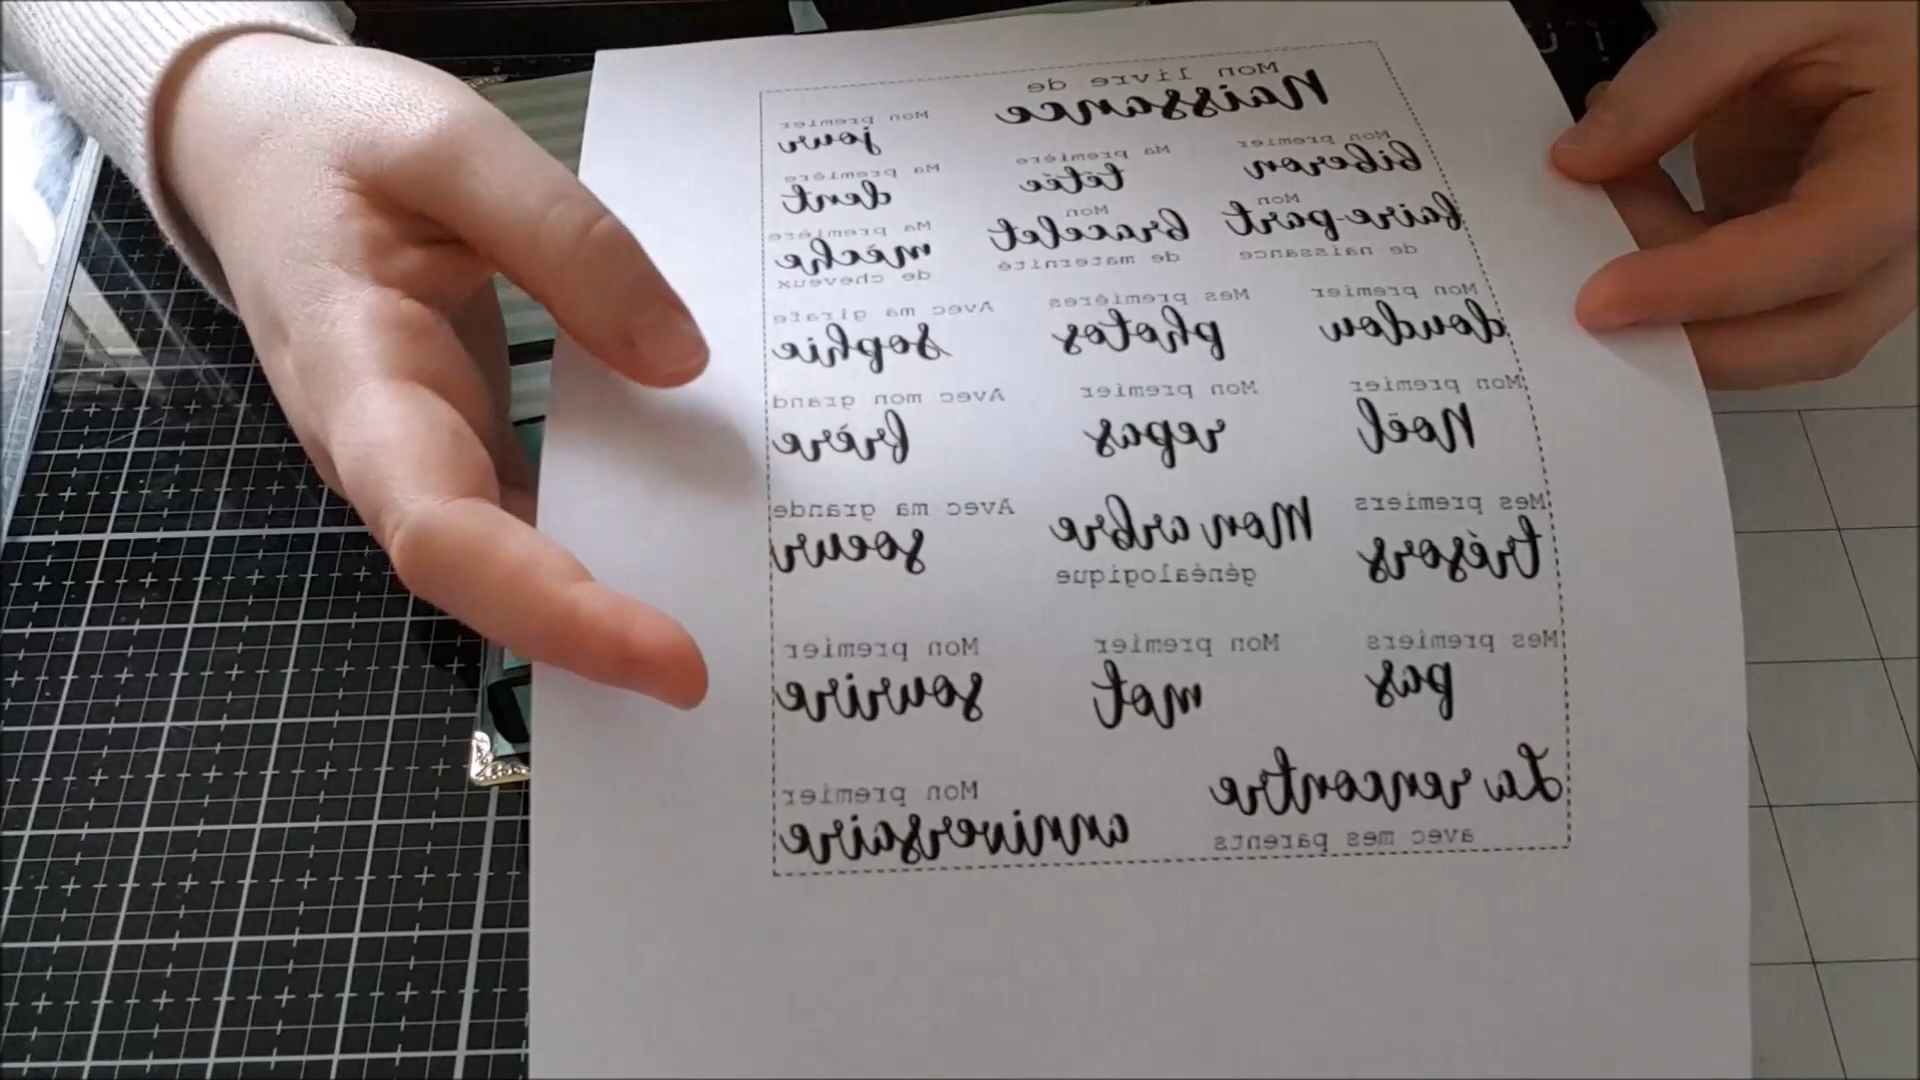 Mon livre de
Naissance
Mon premier
biberon
Ma première
tétée
Mon premier
jour
Mon
faire-part
de naissance
Mon
bracelet
de maternité
Ma première
dent
Ma première
mèche
de cheveux
Mon premier
doudou
Mes premières
photos
Avec ma girafe
sophie
Mon premier
Noël
Mon premier
repas
Avec mon grand
frère
Mes premiers
trésors
Mon arbre
généalogique
Avec ma grande
soeur
Mes premiers
pas
Mon premier
mot
Mon premier
sourire
La rencontre
avec mes parents
Mon premier
anniversaire